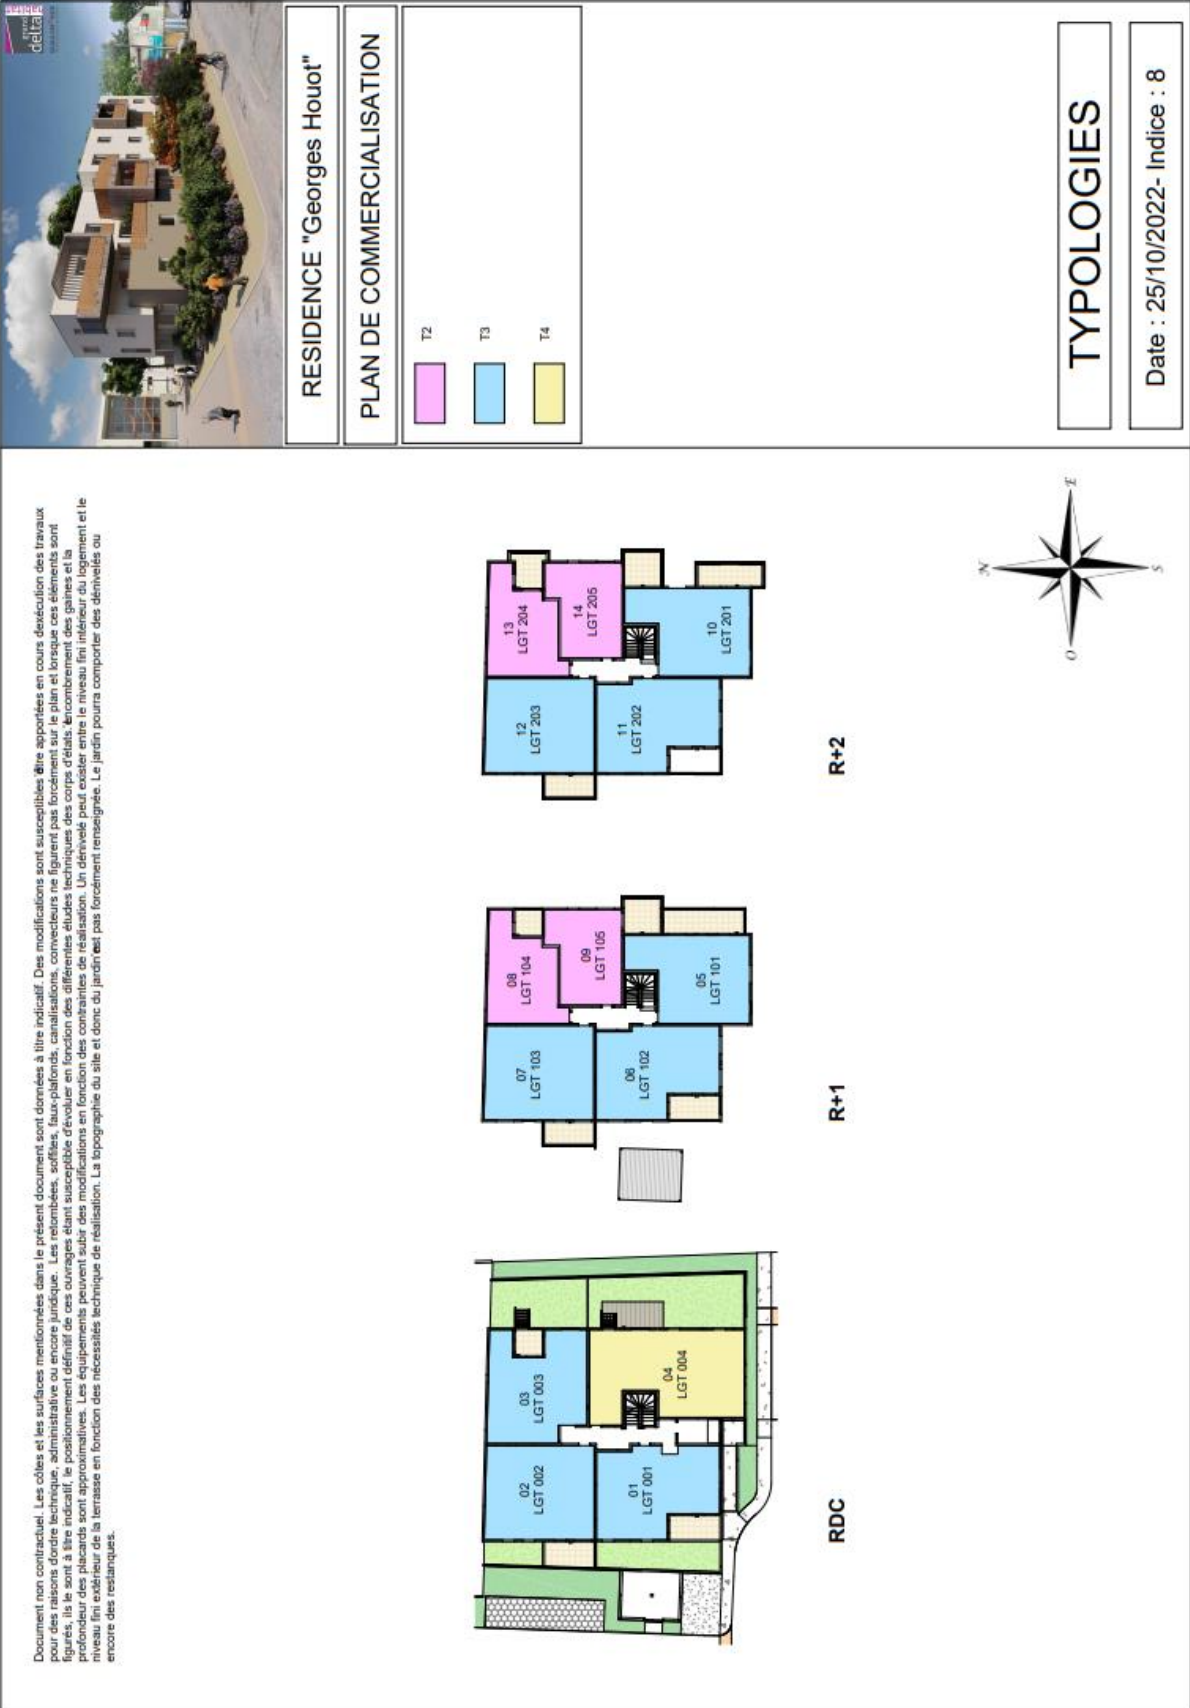 grand
delta
RESIDENCE "Georges Houot"
PLAN DE COMMERCIALISATION
T2
T3
T4
TYPOLOGIES
Date : 25/10/2022- Indice : 8
Document non contractuel. Les côtes et les surfaces mentionnées dans le présent document sont données à titre indicatif. Des modifications sont susceptibles être apportées en cours dexécution des travaux
pour des raisons dordre technique, administrative ou encore juridique. Les retombées, soffites, faux-plafonds, canalisations, convecteurs ne figurent pas forcément sur le plan et lorsque ces éléments sont
figurés, ils le sont à titre indicatif, le positionnement définitif de ces ouvrages étant susceptible d'évoluer en fonction des différentes études techniques des corps d'états. encombrement des gaines et la
profondeur des placards sont approximatives. Les équipements peuvent subir des modifications en fonction des contraintes de réalisation. Un dénivelé peut exister entre le niveau fini intérieur du logement et le
niveau fini extérieur de la terrasse en fonction des nécessités technique de réalisation. La topographie du site et donc du jardin est pas forcément renseignée. Le jardin pourra comporter des dénivelés ou
encore des restanques.
02
LGT 002
03
LGT 003
01
LGT 001
04
LGT 004
RDC
07
LGT 103
08
LGT 104
09
LGT 105
06
LGT 102
05
LGT 101
R+1
12
LGT 203
13
LGT 204
14
LGT 205
11
LGT 202
10
LGT 201
R+2
N
O
E
S